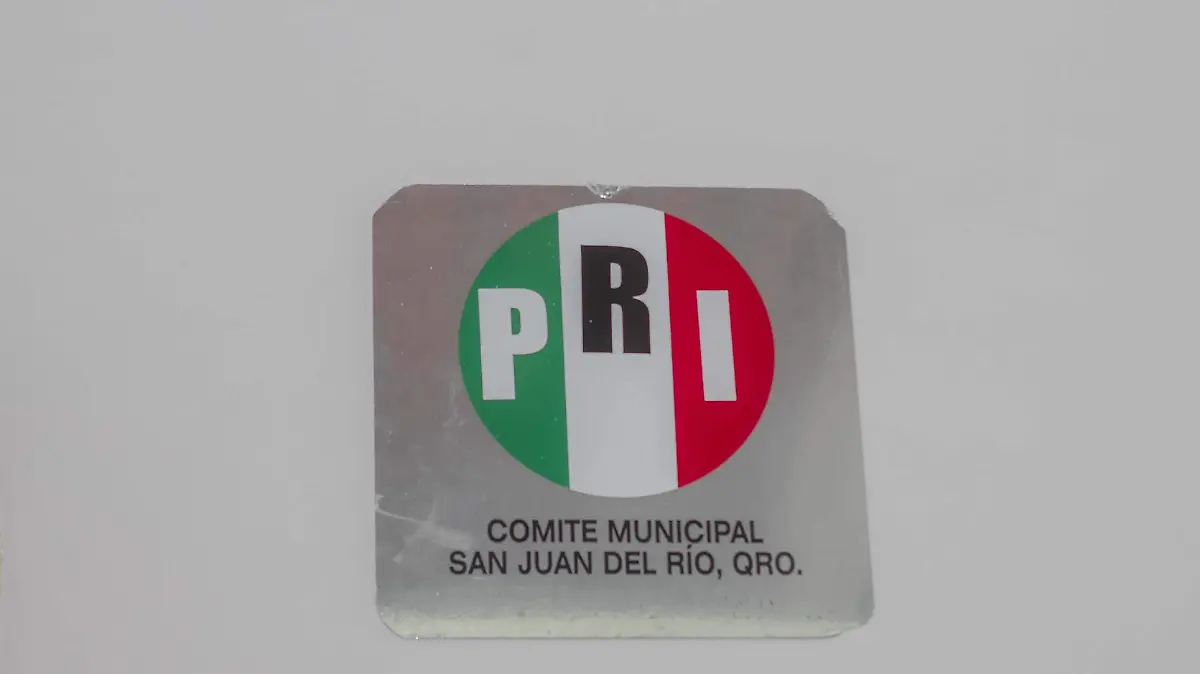 PRI
COMITE MUNICIPAL
SAN JUAN DEL RÍO, QRO.